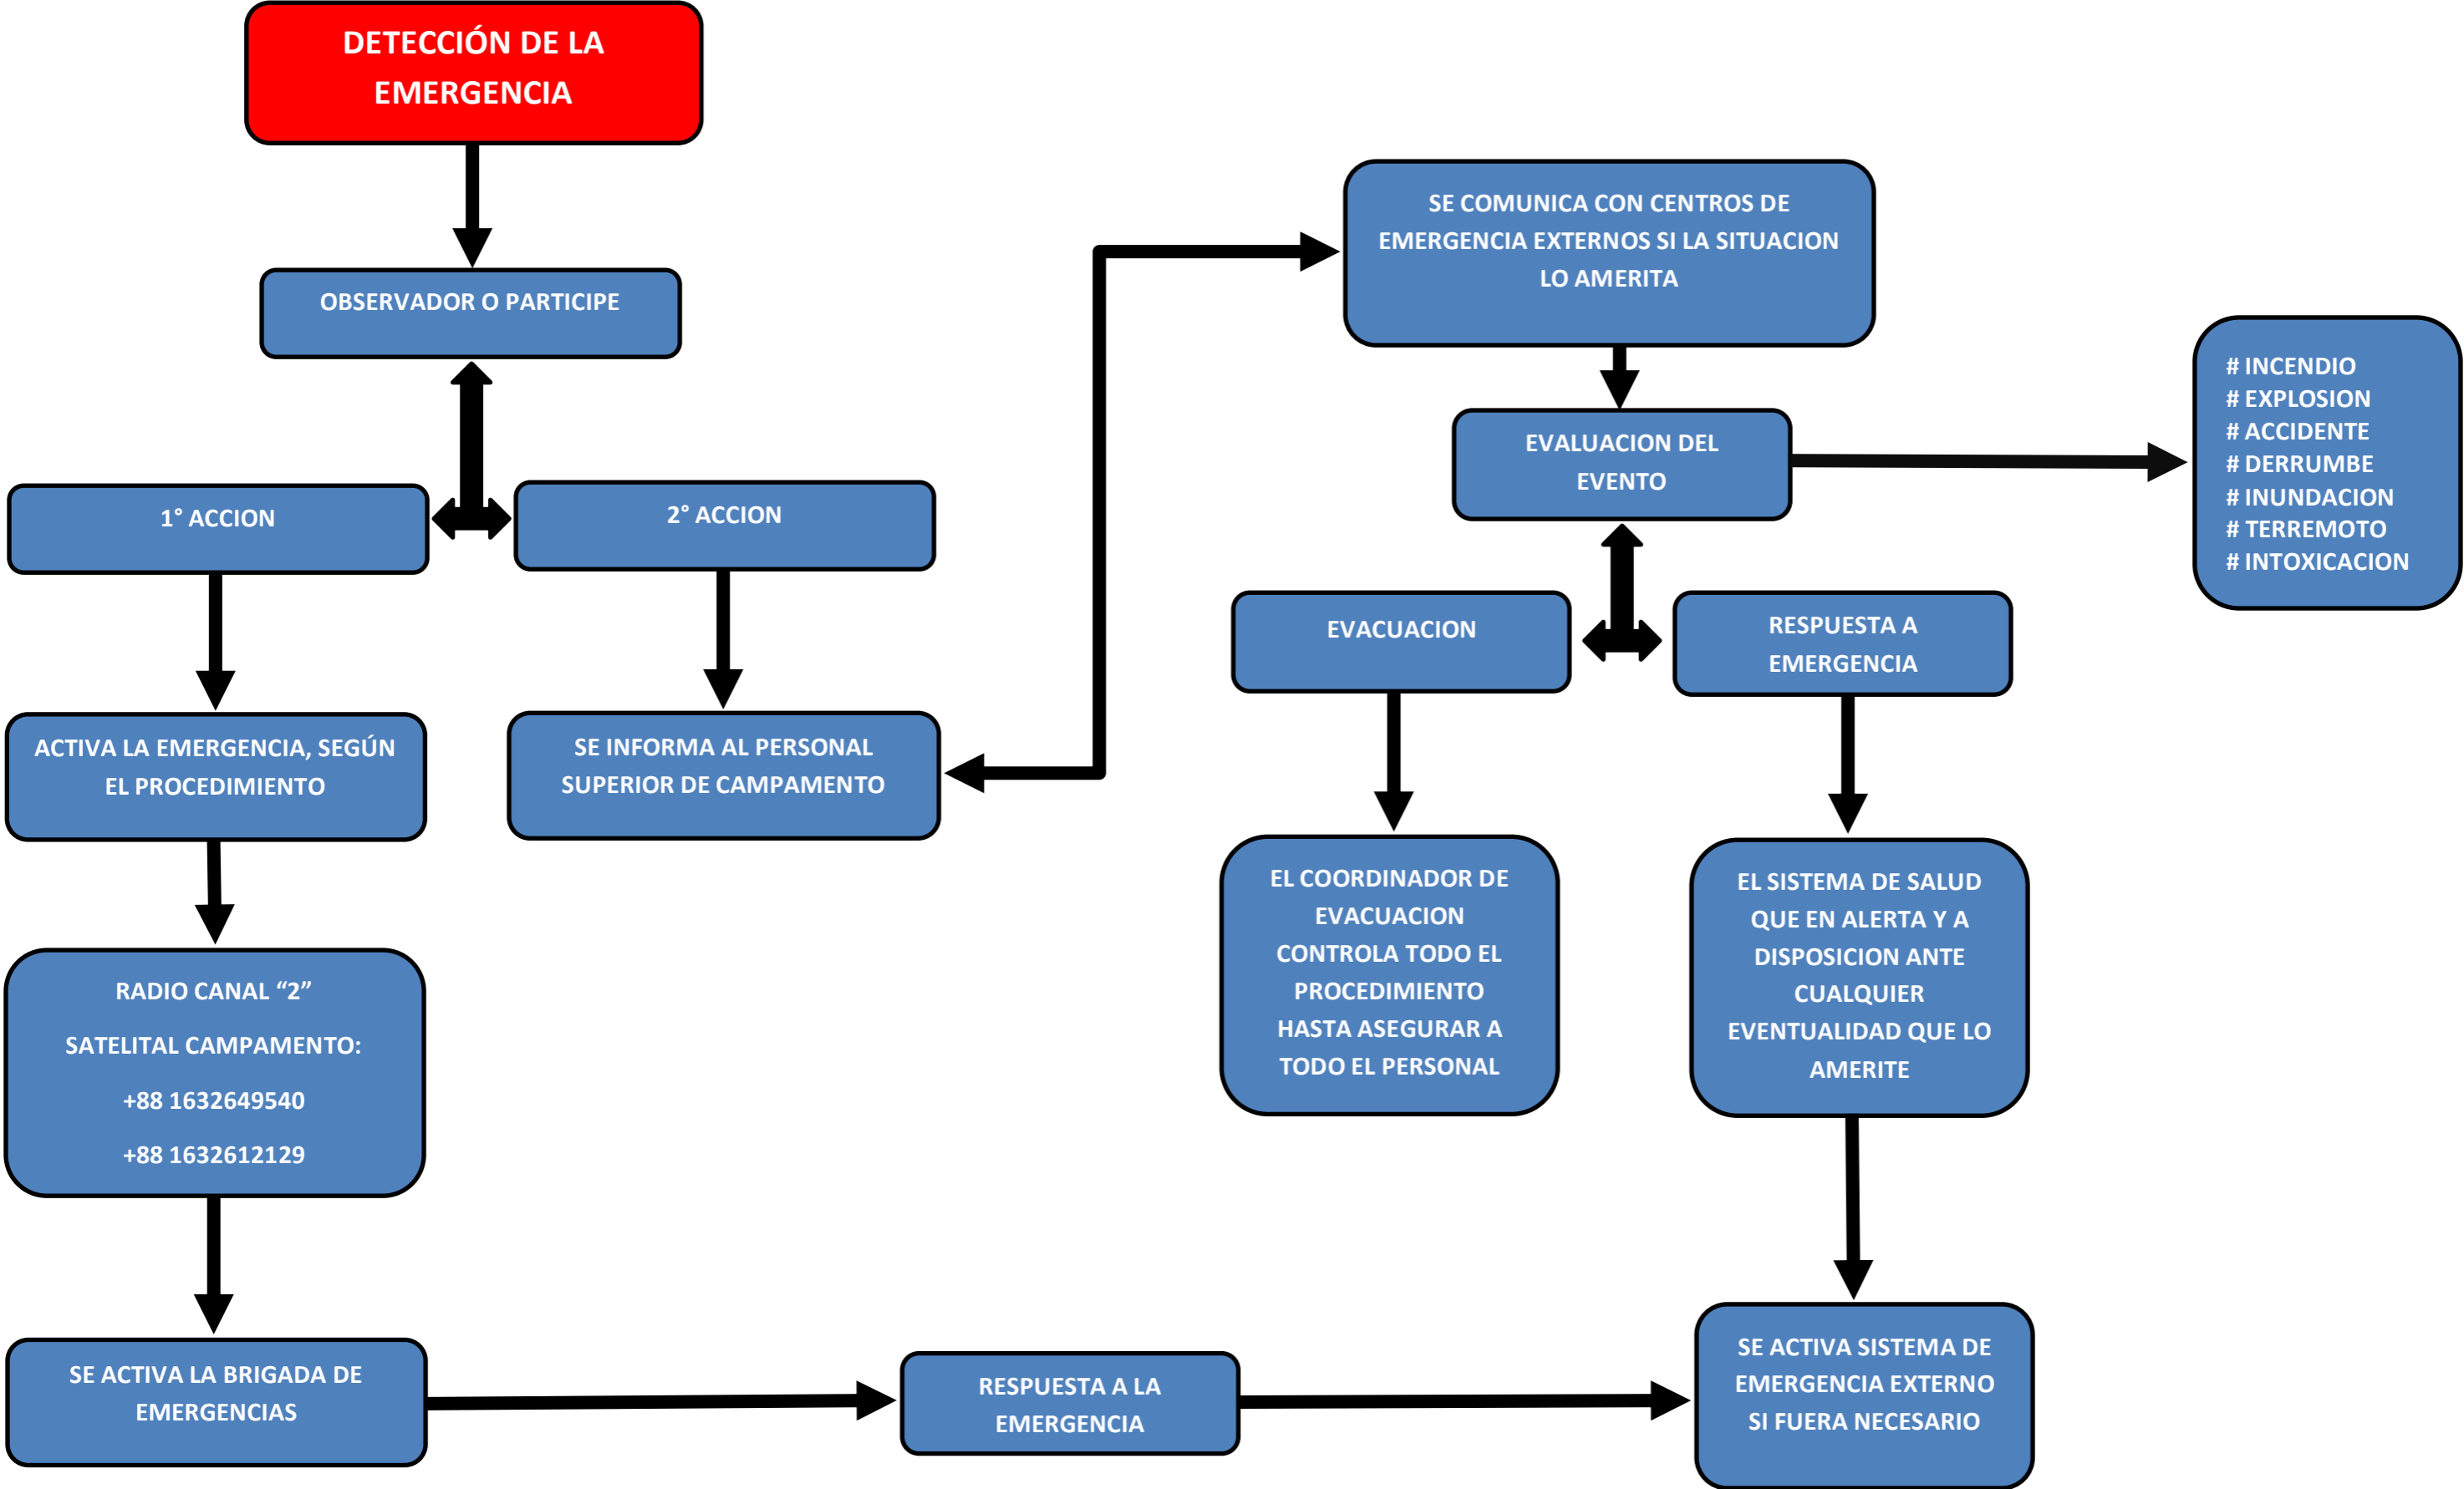 DETECCIÓN DE LA
EMERGENCIA
OBSERVADOR O PARTICIPE
1° ACCION
2° ACCION
ACTIVA LA EMERGENCIA, SEGÚN
EL PROCEDIMIENTO
SE INFORMA AL PERSONAL
SUPERIOR DE CAMPAMENTO
RADIO CANAL “2”
SATELITAL CAMPAMENTO:
+88 1632649540
+88 1632612129
SE ACTIVA LA BRIGADA DE
EMERGENCIAS
RESPUESTA A LA
EMERGENCIA
SE COMUNICA CON CENTROS DE
EMERGENCIA EXTERNOS SI LA SITUACION
LO AMERITA
EVALUACION DEL
EVENTO
# INCENDIO
# EXPLOSION
# ACCIDENTE
# DERRUMBE
# INUNDACION
# TERREMOTO
# INTOXICACION
EVACUACION
RESPUESTA A
EMERGENCIA
EL COORDINADOR DE
EVACUACION
CONTROLA TODO EL
PROCEDIMIENTO
HASTA ASEGURAR A
TODO EL PERSONAL
EL SISTEMA DE SALUD
QUE EN ALERTA Y A
DISPOSICION ANTE
CUALQUIER
EVENTUALIDAD QUE LO
AMERITE
SE ACTIVA SISTEMA DE
EMERGENCIA EXTERNO
SI FUERA NECESARIO